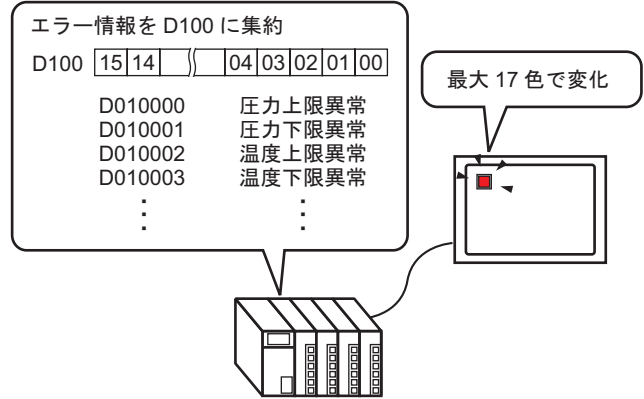 エラー情報を D100 に集約
D100 15 14 04 03 02 01 00
D010000 圧力上限異常
D010001 圧力下限異常
D010002 温度上限異常
D010003 温度下限異常
: :
最大 17 色で変化